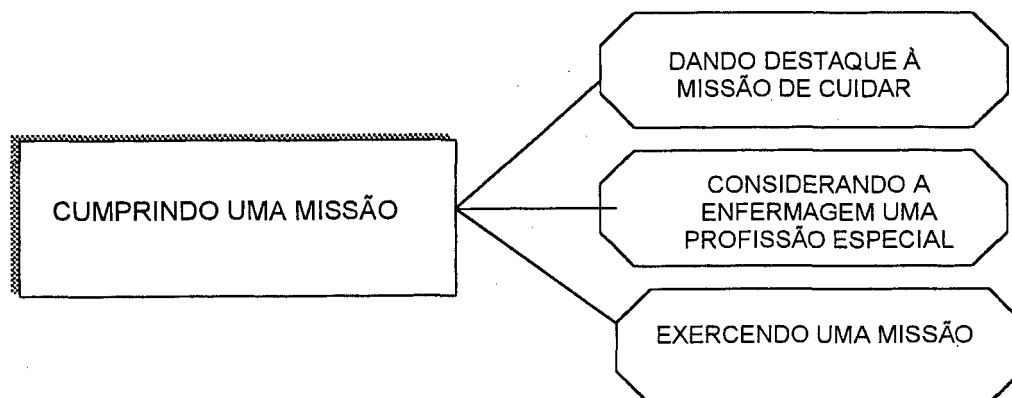 CUMPRINDO UMA MISSÃO
DANDO DESTAQUE À
MISSÃO DE CUIDAR
CONSIDERANDO A
ENFERMAGEM UMA
PROFISSÃO ESPECIAL
EXERCENDO UMA MISSÃO